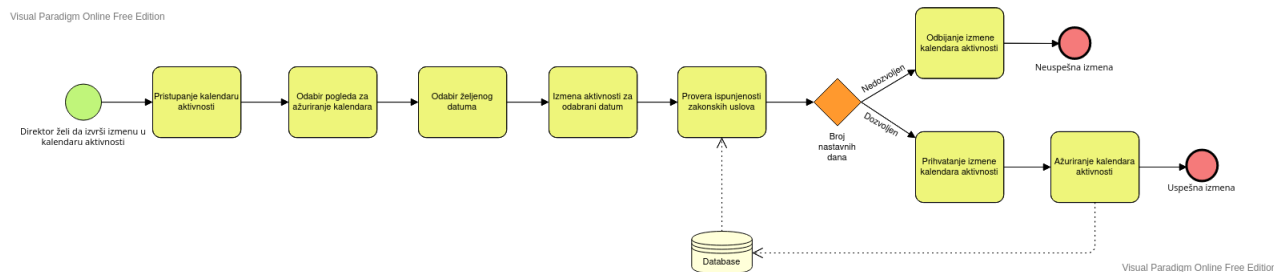 Visual Paradigm Online Free Edition
Direktor želi da izvrši izmenu u
kalendaru aktivnosti
Pristupanje kalendaru
aktivnosti
Odabir pogleda za
ažuriranje kalendara
Odabir željenog
datuma
Izmena aktivnosti za
odabrani datum
Provera ispunjenosti
zakonskih uslova
Broj
nastavnih
dana
Nedozvoljen
Dozvoljen
Odbijanje izmene
kalendara aktivnosti
Neuspešna izmena
Prihvatanje izmene
kalendara aktivnosti
Ažuriranje kalendara
aktivnosti
Uspešna izmena
Database
Visual Paradigm Online Free Edition